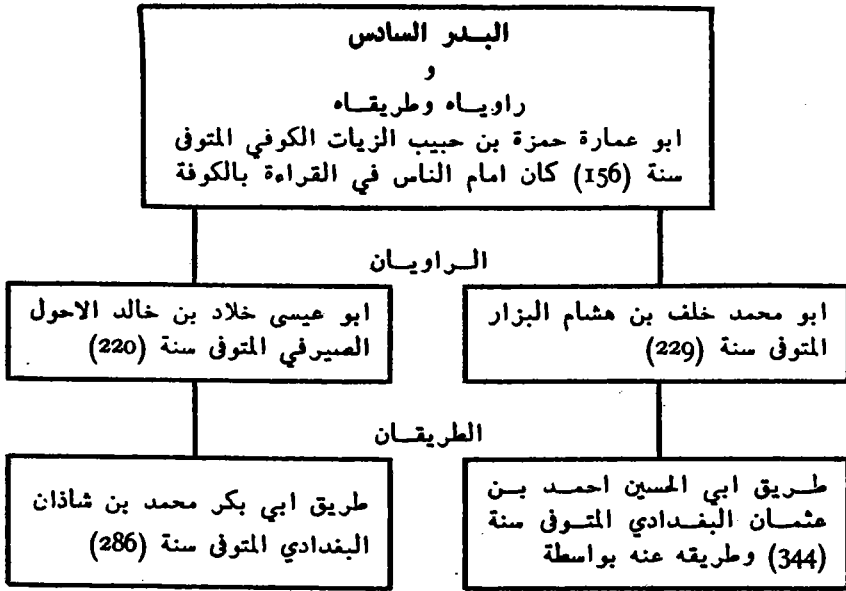 البدر السادس
و
راوياه وطريقاه
ابو عمارة حمزة بن حبيب الزيات الكوفي المتوفى
سنة (156) كان امام الناس في القراءة بالكوفة
الراويان
ابو محمد خلف بن هشام البزار
المتوفى سنة (229)
ابو عيسى خلاد بن خالد الاحول
الصيرفي المتوفى سنة (220)
الطريقان
طريق ابي الحسين احمد بن
عثمان البغدادي المتوفى سنة
(344) وطريقه عنه بواسطة
طريق ابي بكر محمد بن شاذان
البغدادي المتوفى سنة (286)